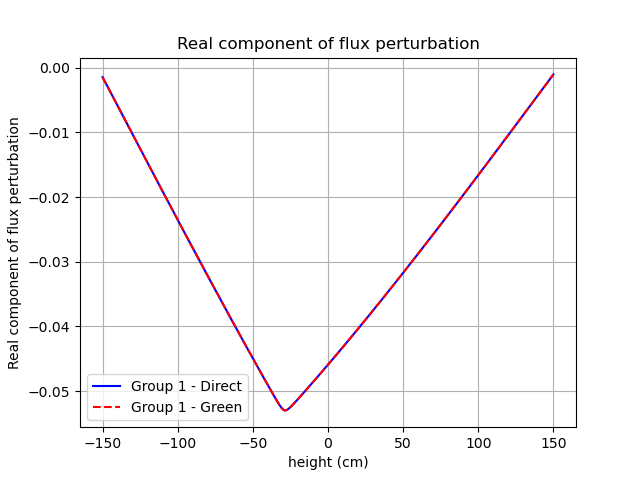 Real component of flux perturbation
Real component of flux perturbation
0.00
−0.01
−0.02
−0.03
−0.04
−0.05
Group 1 - Direct
Group 1 - Green
−150 −100 −50 0 50 100 150
height (cm)